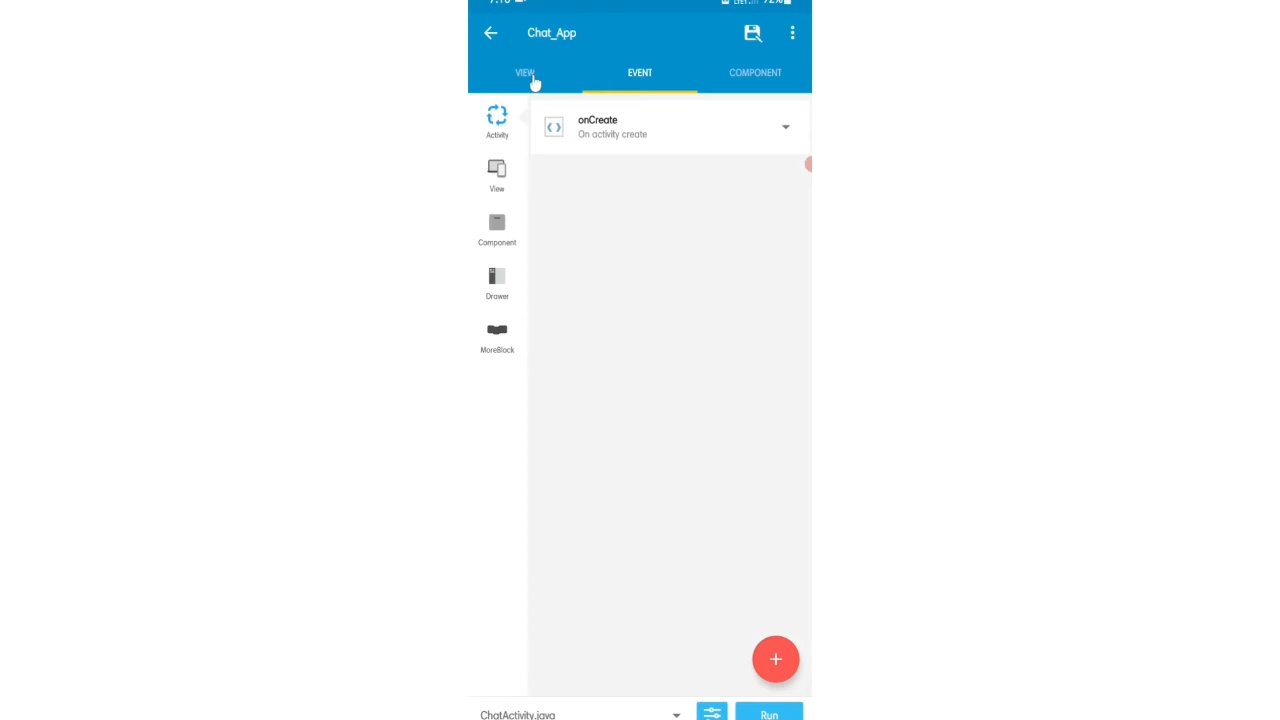 Chat_App
VIEW
EVENT
COMPONENT
Activity
onCreate
On activity create
View
Component
Drawer
MoreBlock
ChatActivity.java
Run